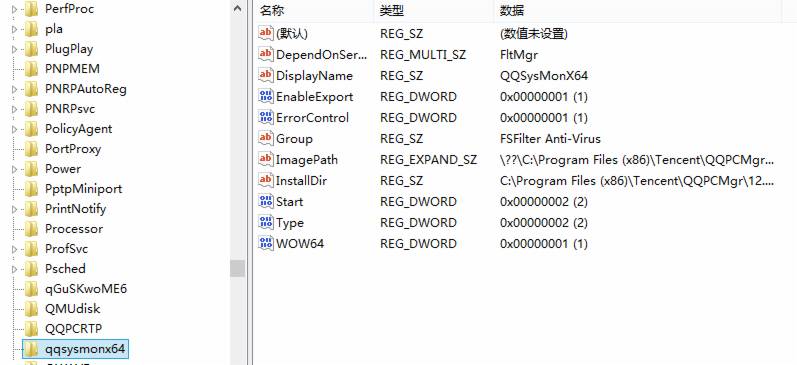 PerfProc
pla
PlugPlay
PNPMEM
PNRPAutoReg
PNRPsvc
PolicyAgent
PortProxy
Power
PptpMiniport
PrintNotify
Processor
ProfSvc
Psched
qGuSKwoME6
QMUdisk
QQPCRTP
qqsysmonx64
名称 类型 数据
(默认) REG_SZ (数值未设置)
DependOnSer... REG_MULTI_SZ FltMgr
DisplayName REG_SZ QQSysMonX64
EnableExport REG_DWORD 0x00000001 (1)
ErrorControl REG_DWORD 0x00000001 (1)
Group REG_SZ FSFilter Anti-Virus
ImagePath REG_EXPAND_SZ \??\C:\Program Files (x86)\Tencent\QQPCMgr...
InstallDir REG_SZ C:\Program Files (x86)\Tencent\QQPCMgr\12....
Start REG_DWORD 0x00000002 (2)
Type REG_DWORD 0x00000002 (2)
WOW64 REG_DWORD 0x00000001 (1)